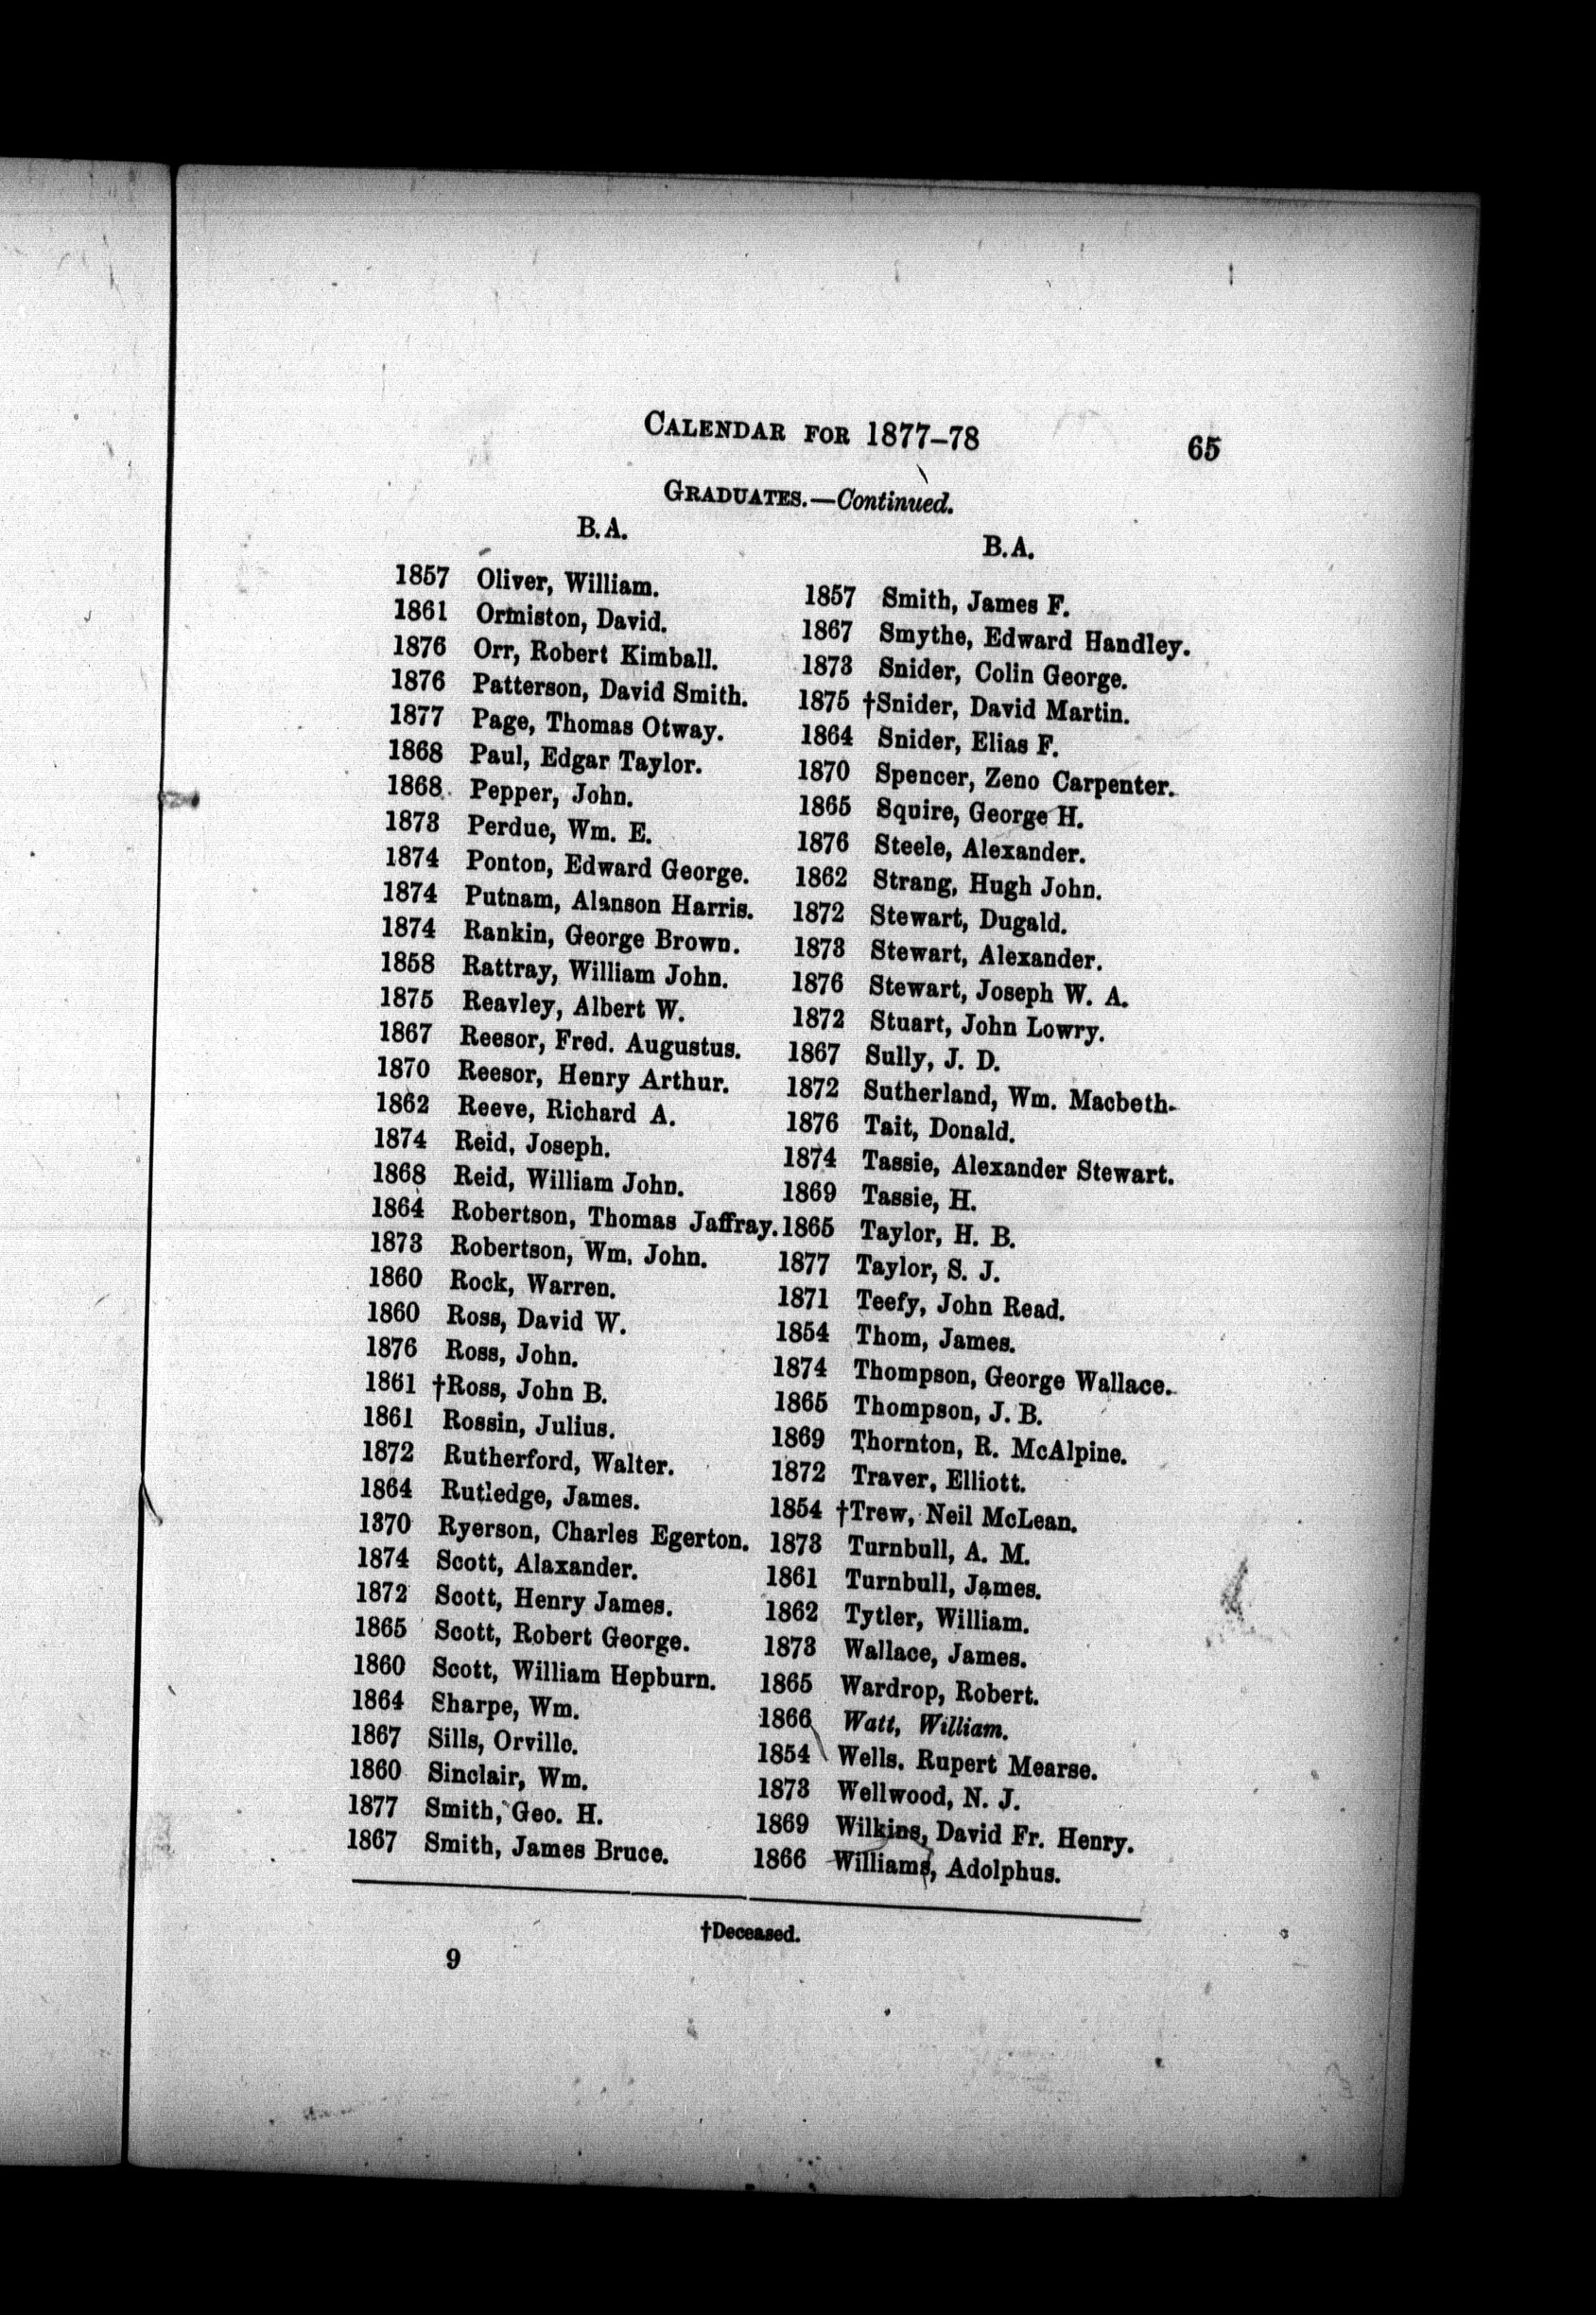 CALENDAR FOR 1877–78 65
GRADUATES.—Continued.
B.A.
1857 Oliver, William.
1861 Ormiston, David.
1876 Orr, Robert Kimball.
1876 Patterson, David Smith.
1877 Page, Thomas Otway.
1868 Paul, Edgar Taylor.
1868 Pepper, John.
1873 Perdue, Wm. E.
1874 Ponton, Edward George.
1874 Putnam, Alanson Harris.
1874 Rankin, George Brown.
1858 Rattray, William John.
1875 Reavley, Albert W.
1867 Reesor, Fred. Augustus.
1870 Reesor, Henry Arthur.
1862 Reeve, Richard A.
1874 Reid, Joseph.
1868 Reid, William John.
1864 Robertson, Thomas Jaffray.
1873 Robertson, Wm. John.
1860 Rock, Warren.
1860 Ross, David W.
1876 Ross, John.
1861 †Ross, John B.
1861 Rossin, Julius.
1872 Rutherford, Walter.
1864 Rutledge, James.
1870 Ryerson, Charles Egerton.
1874 Scott, Alaxander.
1872 Scott, Henry James.
1865 Scott, Robert George.
1860 Scott, William Hepburn.
1864 Sharpe, Wm.
1867 Sills, Orville.
1860 Sinclair, Wm.
1877 Smith, Geo. H.
1867 Smith, James Bruce.
B.A.
1857 Smith, James F.
1867 Smythe, Edward Handley.
1873 Snider, Colin George.
1875 †Snider, David Martin.
1864 Snider, Elias F.
1870 Spencer, Zeno Carpenter.
1865 Squire, George H.
1876 Steele, Alexander.
1862 Strang, Hugh John.
1872 Stewart, Dugald.
1873 Stewart, Alexander.
1876 Stewart, Joseph W. A.
1872 Stuart, John Lowry.
1867 Sully, J. D.
1872 Sutherland, Wm. Macbeth.
1876 Tait, Donald.
1874 Tassie, Alexander Stewart.
1869 Tassie, H.
1865 Taylor, H. B.
1877 Taylor, S. J.
1871 Teefy, John Read.
1854 Thom, James.
1874 Thompson, George Wallace.
1865 Thompson, J. B.
1869 Thornton, R. McAlpine.
1872 Traver, Elliott.
1854 †Trew, Neil McLean.
1873 Turnbull, A. M.
1861 Turnbull, James.
1862 Tytler, William.
1873 Wallace, James.
1865 Wardrop, Robert.
1866 Watt, William.
1854 Wells. Rupert Mearse.
1873 Wellwood, N. J.
1869 Wilkins, David Fr. Henry.
1866 Williams, Adolphus.
†Deceased.
9